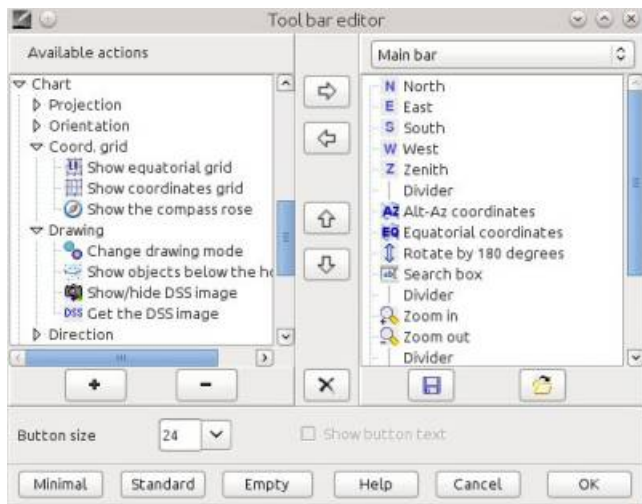 Tool bar editor
Available actions
Chart
Projection
Orientation
Coord. grid
Show equatorial grid
Show coordinates grid
Show the compass rose
Drawing
Change drawing mode
Show objects below the ho
Show/hide DSS image
DSS Get the DSS image
Direction
Main bar
N North
E East
S South
W West
Z Zenith
Divider
AZ Alt-Az coordinates
EQ Equatorial coordinates
Rotate by 180 degrees
Search box
Divider
Zoom in
Zoom out
Divider
Button size
24
Show button text
Minimal
Standard
Empty
Help
Cancel
OK